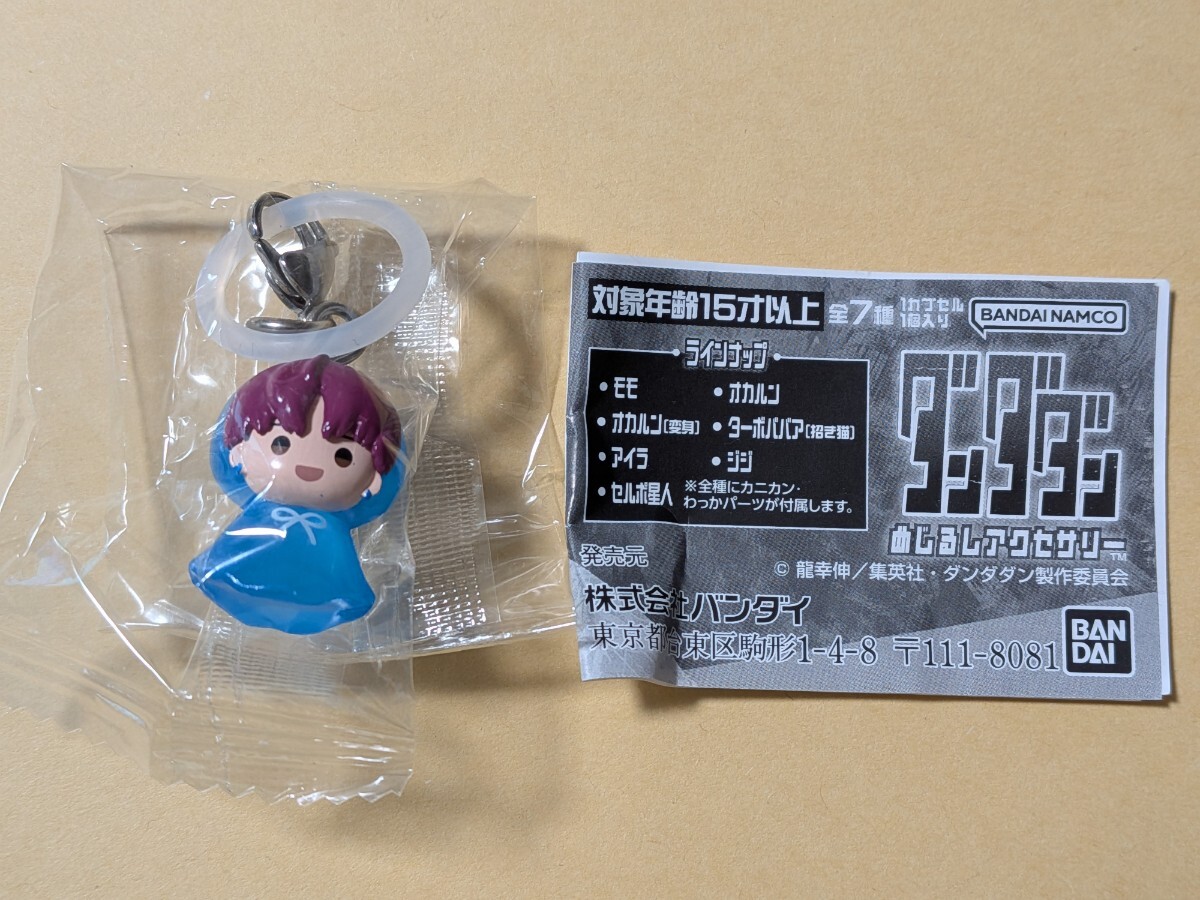 対象年齢15才以上 全7種 1カプセル
1個入り
BANDAI NAMCO
ラインナップ
• モモ • オカルン
• オカルン[変身] • ターボババア[招き猫]
• アイラ • ジジ
• セルポ星人 ※全種にカニカン・
わっかパーツが付属します。
ダンダダン
めじるしアクセサリー™
© 龍幸伸/集英社・ダンダダン製作委員会
発売元
株式会社バンダイ
東京都台東区駒形1-4-8 〒111-8081
BAN
DAI